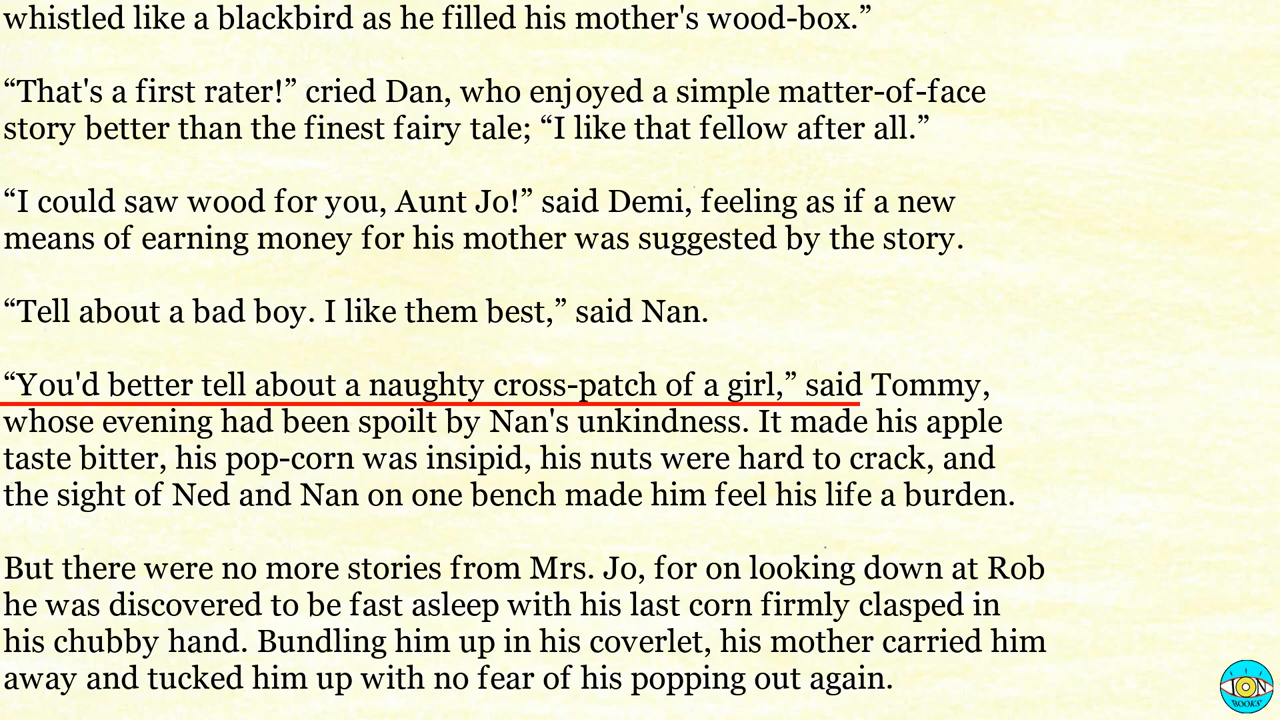 whistled like a blackbird as he filled his mother's wood-box.”
“That's a first rater!” cried Dan, who enjoyed a simple matter-of-face
story better than the finest fairy tale; “I like that fellow after all.”
“I could saw wood for you, Aunt Jo!” said Demi, feeling as if a new
means of earning money for his mother was suggested by the story.
“Tell about a bad boy. I like them best,” said Nan.
“You'd better tell about a naughty cross-patch of a girl,” said Tommy,
whose evening had been spoilt by Nan's unkindness. It made his apple
taste bitter, his pop-corn was insipid, his nuts were hard to crack, and
the sight of Ned and Nan on one bench made him feel his life a burden.
But there were no more stories from Mrs. Jo, for on looking down at Rob
he was discovered to be fast asleep with his last corn firmly clasped in
his chubby hand. Bundling him up in his coverlet, his mother carried him
away and tucked him up with no fear of his popping out again.
ION
BOOKS